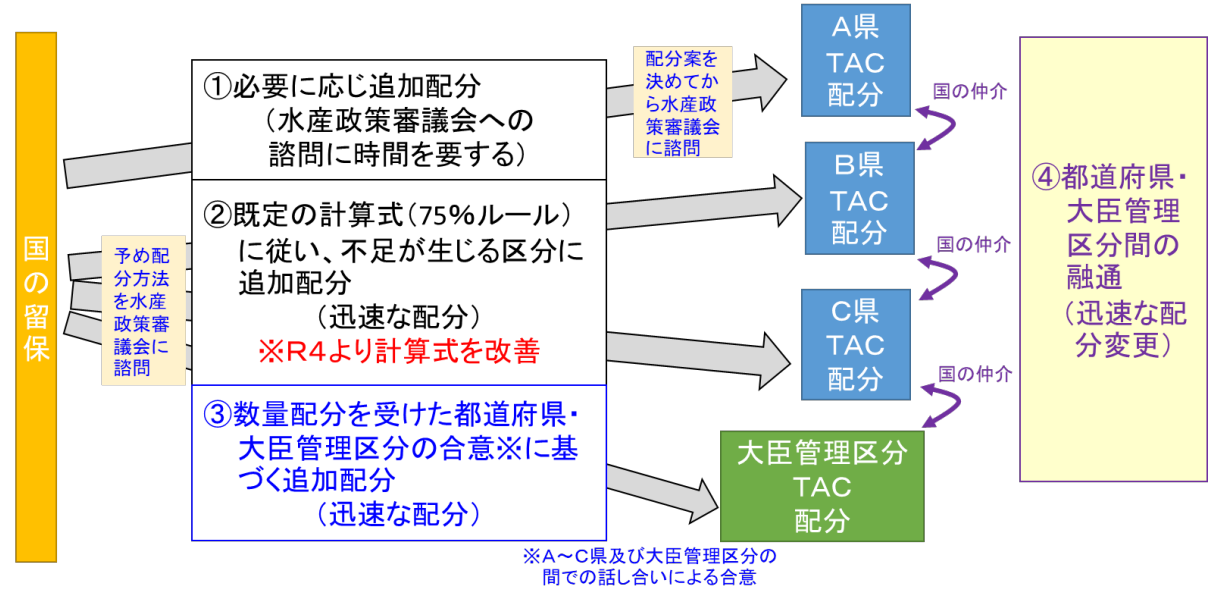 国の留保
予め配
分方法
を水産
政策審
議会に
諮問
①必要に応じ追加配分
(水産政策審議会への
諮問に時間を要する)
②既定の計算式(75%ルール)
に従い、不足が生じる区分に
追加配分
(迅速な配分)
※R4より計算式を改善
③数量配分を受けた都道府県・
大臣管理区分の合意※に基
づく追加配分
(迅速な配分)
配分案を
決めてか
ら水産政
策審議会
に諮問
A県
TAC
配分
国の仲介
B県
TAC
配分
国の仲介
C県
TAC
配分
国の仲介
大臣管理区分
TAC
配分
※A~C県及び大臣管理区分の
間での話し合いによる合意
④都道府県・
大臣管理
区分間の
融通
(迅速な配
分変更)